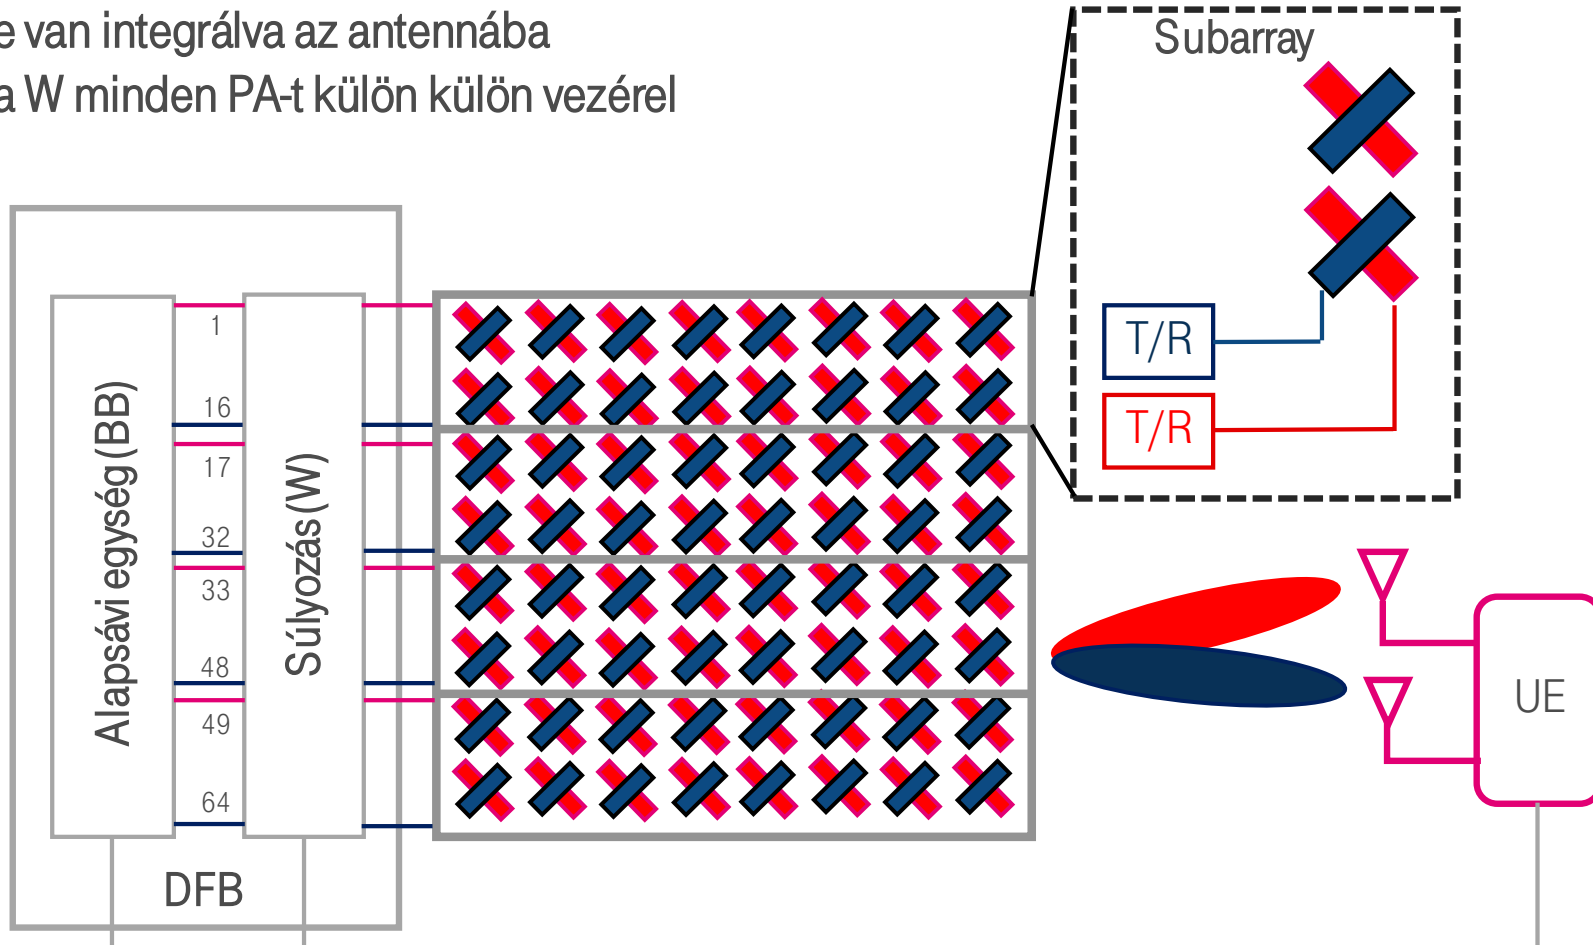 e van integrálva az antennába
a W minden PA-t külön külön vezérel
Subarray
T/R
T/R
Alapsávi egység (BB)
1
16
17
32
33
48
49
64
Súlyozás (W)
DFB
UE